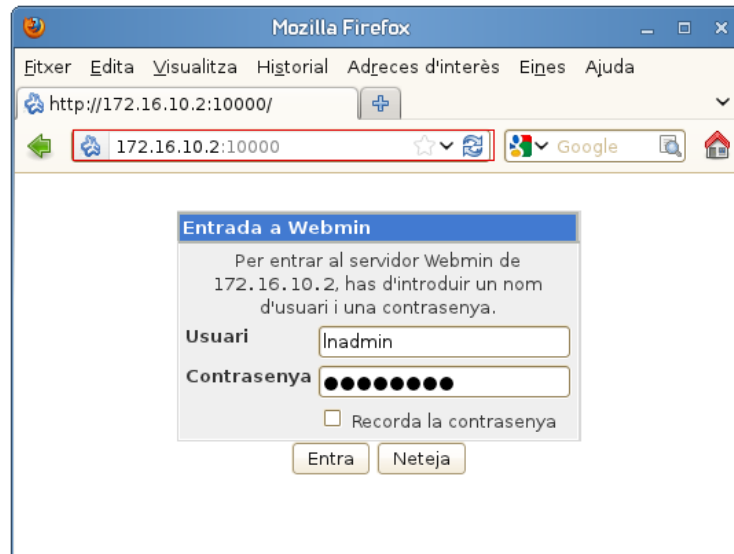 Mozilla Firefox
Fitxer Edita Visualitza Historial Adreces d'interès Eines Ajuda
http://172.16.10.2:10000/
172.16.10.2:10000 Google
Entrada a Webmin
Per entrar al servidor Webmin de
172.16.10.2, has d'introduir un nom
d'usuari i una contrasenya.
Usuari lnadmin
Contrasenya ●●●●●●●●
Recorda la contrasenya
Entra Neteja